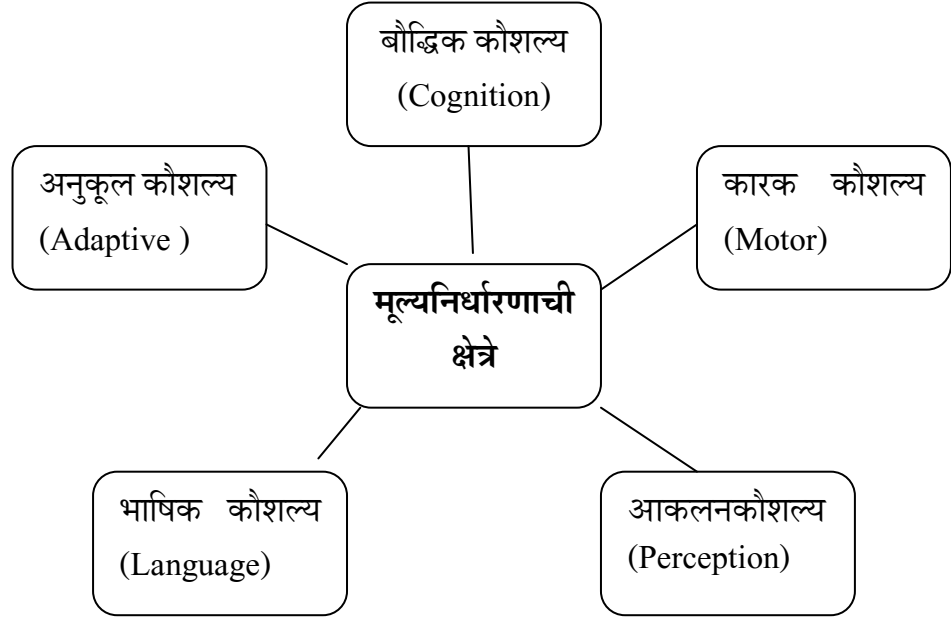 बौद्धिक कौशल्य
(Cognition)
अनुकूल कौशल्य
(Adaptive )
कारक कौशल्य
(Motor)
मूल्यनिर्धारणाची
क्षेत्रे
भाषिक कौशल्य
(Language)
आकलनकौशल्य
(Perception)